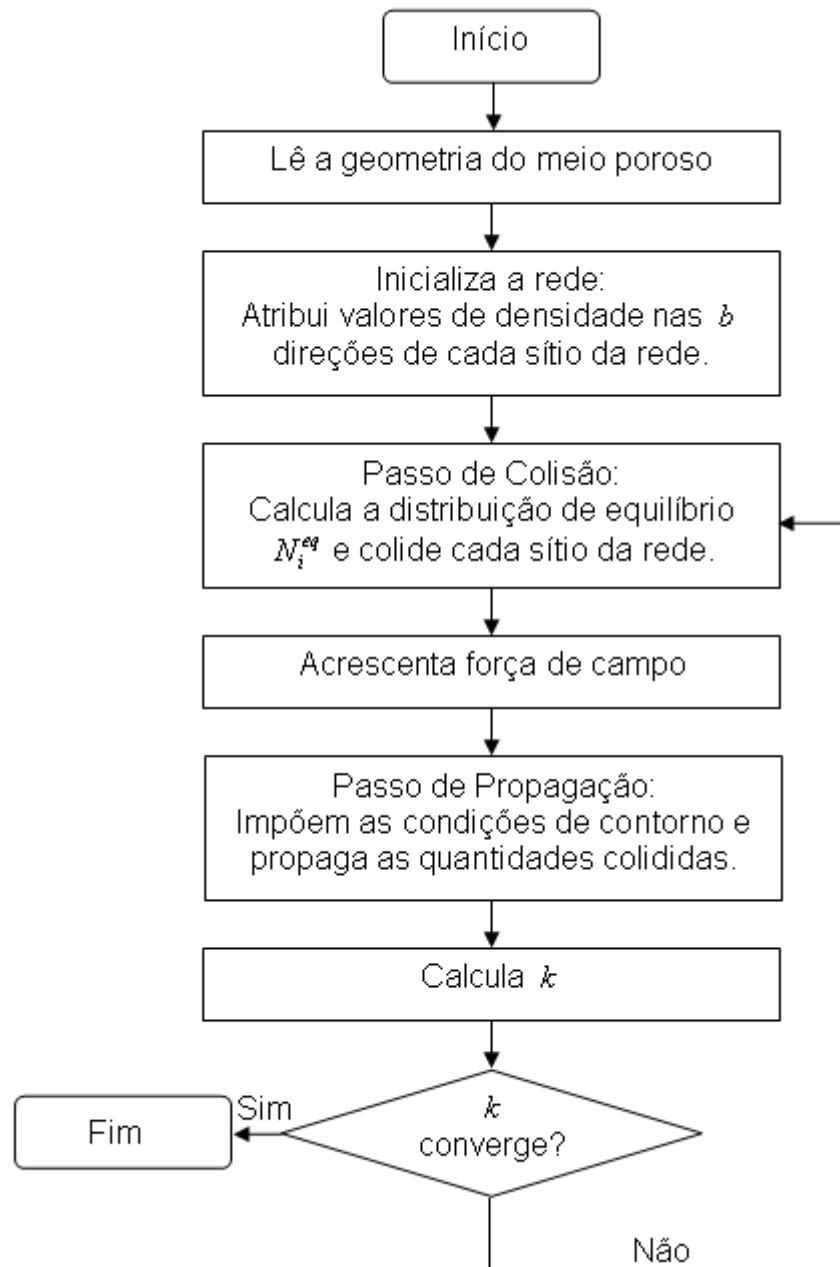 Início
Lê a geometria do meio poroso
Inicializa a rede:
Atribui valores de densidade nas b
direções de cada sítio da rede.
Passo de Colisão:
Calcula a distribuição de equilíbrio
N_i^{eq} e colide cada sítio da rede.
Acrescenta força de campo
Passo de Propagação:
Impõem as condições de contorno e
propaga as quantidades colididas.
Calcula k
k
converge?
Sim
Fim
Não